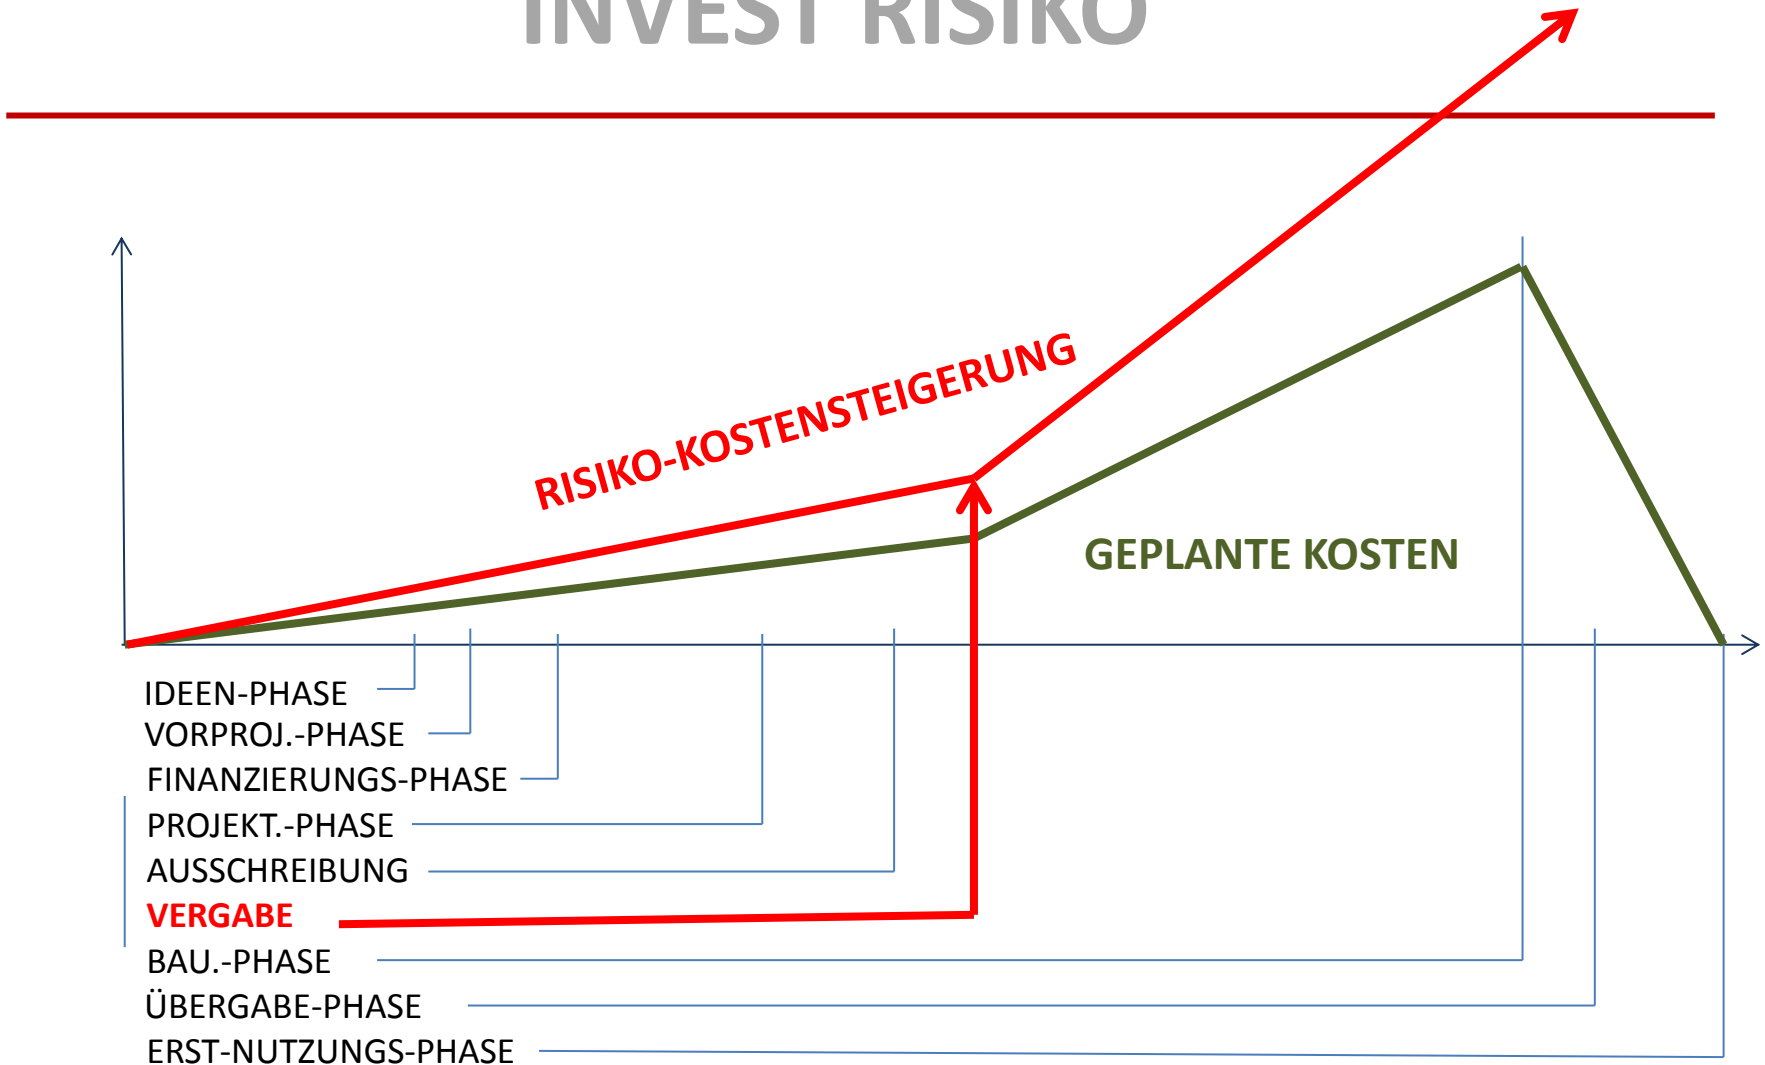 INVEST RISIKO
RISIKO-KOSTENSTEIGERUNG
GEPLANTE KOSTEN
IDEEN-PHASE
VORPROJ.-PHASE
FINANZIERUNGS-PHASE
PROJEKT.-PHASE
AUSSCHREIBUNG
VERGABE
BAU.-PHASE
ÜBERGABE-PHASE
ERST-NUTZUNGS-PHASE